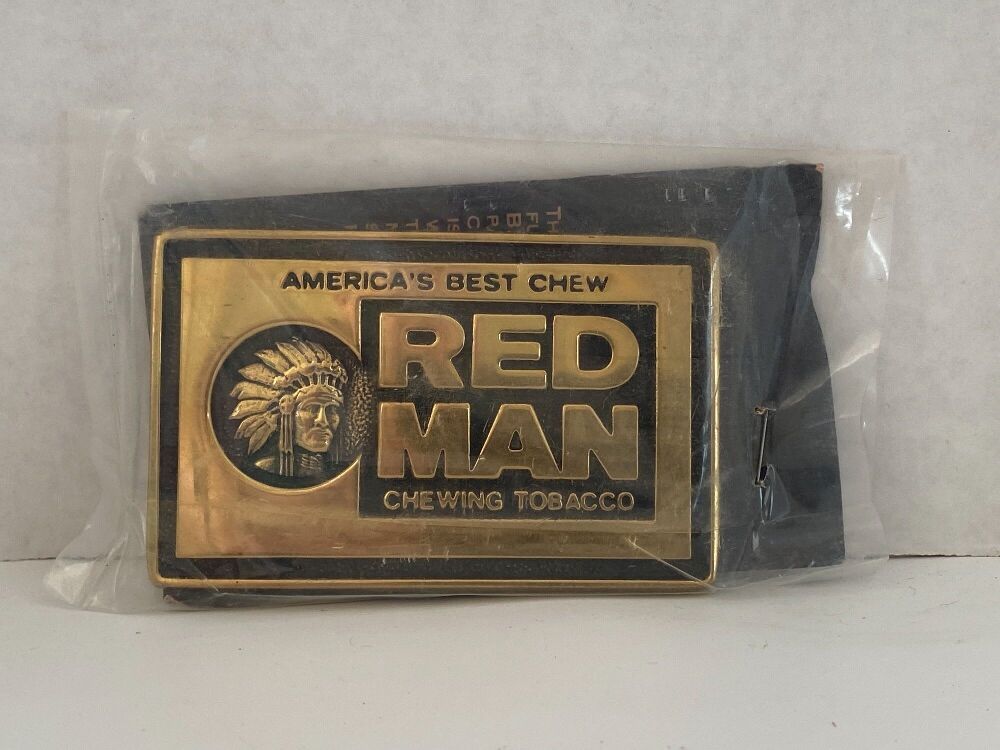 AMERICA'S BEST CHEW
RED
MAN
CHEWING TOBACCO